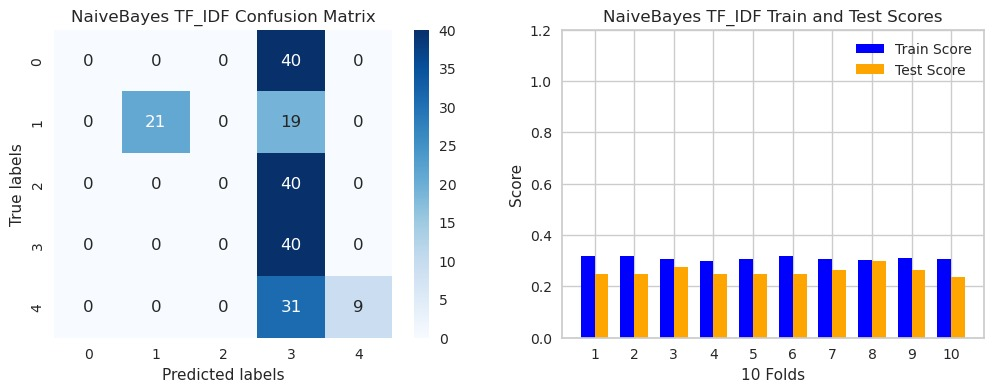 NaiveBayes TF_IDF Confusion Matrix
True labels
0 0 0 0 40 0
1 0 21 0 19 0
2 0 0 0 40 0
3 0 0 0 40 0
4 0 0 0 31 9
0 1 2 3 4
Predicted labels
40
35
30
25
20
15
10
5
0
NaiveBayes TF_IDF Train and Test Scores
Train Score
Test Score
Score
1.2
1.0
0.8
0.6
0.4
0.2
0.0
1 2 3 4 5 6 7 8 9 10
10 Folds